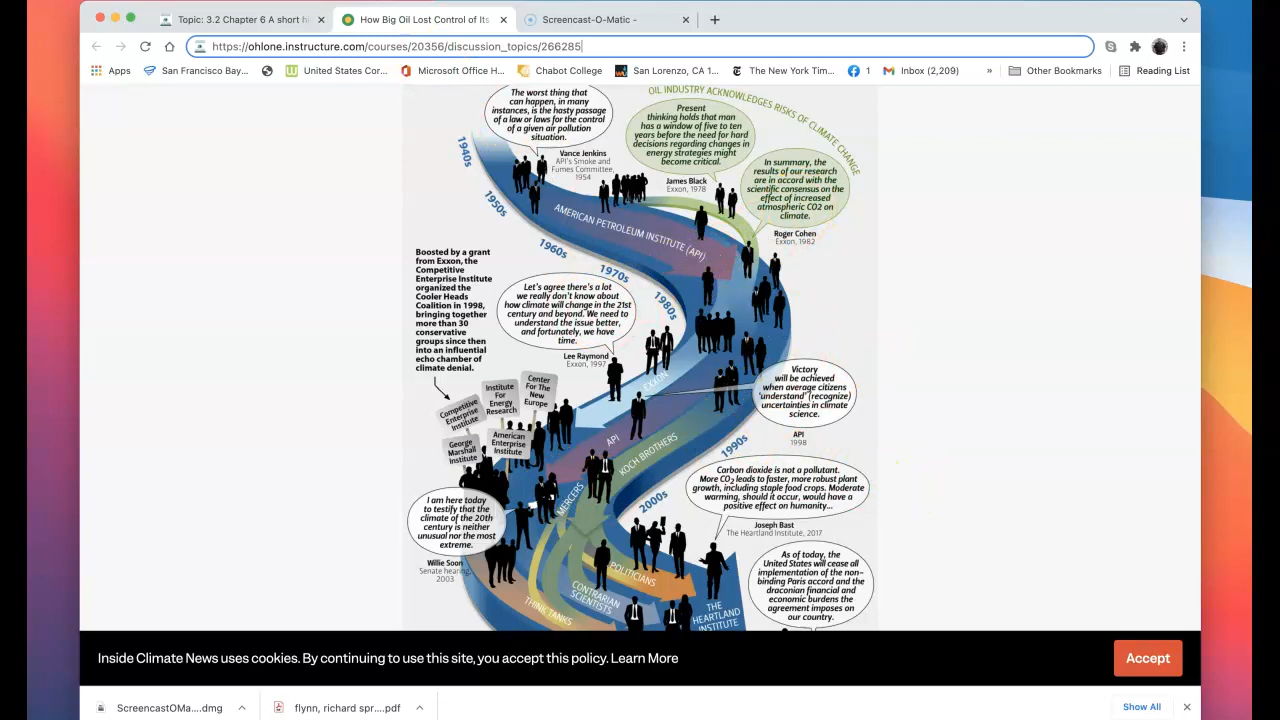 Topic: 3.2 Chapter 6 A short hi
How Big Oil Lost Control of Its
Screencast-O-Matic -
https://ohlone.instructure.com/courses/20356/discussion_topics/266285
Apps
San Francisco Bay...
United States Cor...
Microsoft Office H...
Chabot College
San Lorenzo, CA 1...
The New York Tim...
1
Inbox (2,209)
»
Other Bookmarks
Reading List
The worst thing that
can happen, in many
instances, is the hasty passage
of a law or laws for the control
of a given air pollution
situation.
Vance Jenkins
API's Smoke and
Fumes Committee,
1954
OIL INDUSTRY ACKNOWLEDGES RISKS OF CLIMATE CHANGE
Present
thinking holds that man
has a window of five to ten
years before the need for hard
decisions regarding changes in
energy strategies might
become critical.
James Black
Exxon, 1978
In summary, the
results of our research
are in accord with the
scientific consensus on the
effect of increased
atmospheric CO2 on
climate.
Roger Cohen
Exxon, 1982
1940s
1950s
1960s
1970s
1980s
AMERICAN PETROLEUM INSTITUTE (API)
Boosted by a grant
from Exxon, the
Competitive
Enterprise Institute
organized the
Cooler Heads
Coalition in 1998,
bringing together
more than 30
conservative
groups since then
into an influential
echo chamber of
climate denial.
Let's agree there's a lot
we really don't know about
how climate will change in the 21st
century and beyond. We need to
understand the issue better,
and fortunately, we have
time.
Lee Raymond
Exxon, 1997
EXXON
Victory
will be achieved
when average citizens
'understand' (recognize)
uncertainties in climate
science.
API
1998
Competitive
Enterprise
Institute
Institute
For
Energy
Research
Center
For The
New
Europe
George
Marshall
Institute
American
Enterprise
Institute
API
KOCH BROTHERS
MERCERS
1990s
2000s
Carbon dioxide is not a pollutant.
More CO2 leads to faster, more robust plant
growth, including staple food crops. Moderate
warming, should it occur, would have a
positive effect on humanity...
Joseph Bast
The Heartland Institute, 2017
I am here today
to testify that the
climate of the 20th
century is neither
unusual nor the most
extreme.
Willie Soon
Senate hearing,
2003
POLITICIANS
CONTRARIAN
SCIENTISTS
THINK TANKS
THE
HEARTLAND
INSTITUTE
As of today, the
United States will cease all
implementation of the non-
binding Paris accord and the
draconian financial and
economic burdens the
agreement imposes on
our country.
Inside Climate News uses cookies. By continuing to use this site, you accept this policy. Learn More
Accept
ScreencastOMa....dmg
flynn, richard spr....pdf
Show All